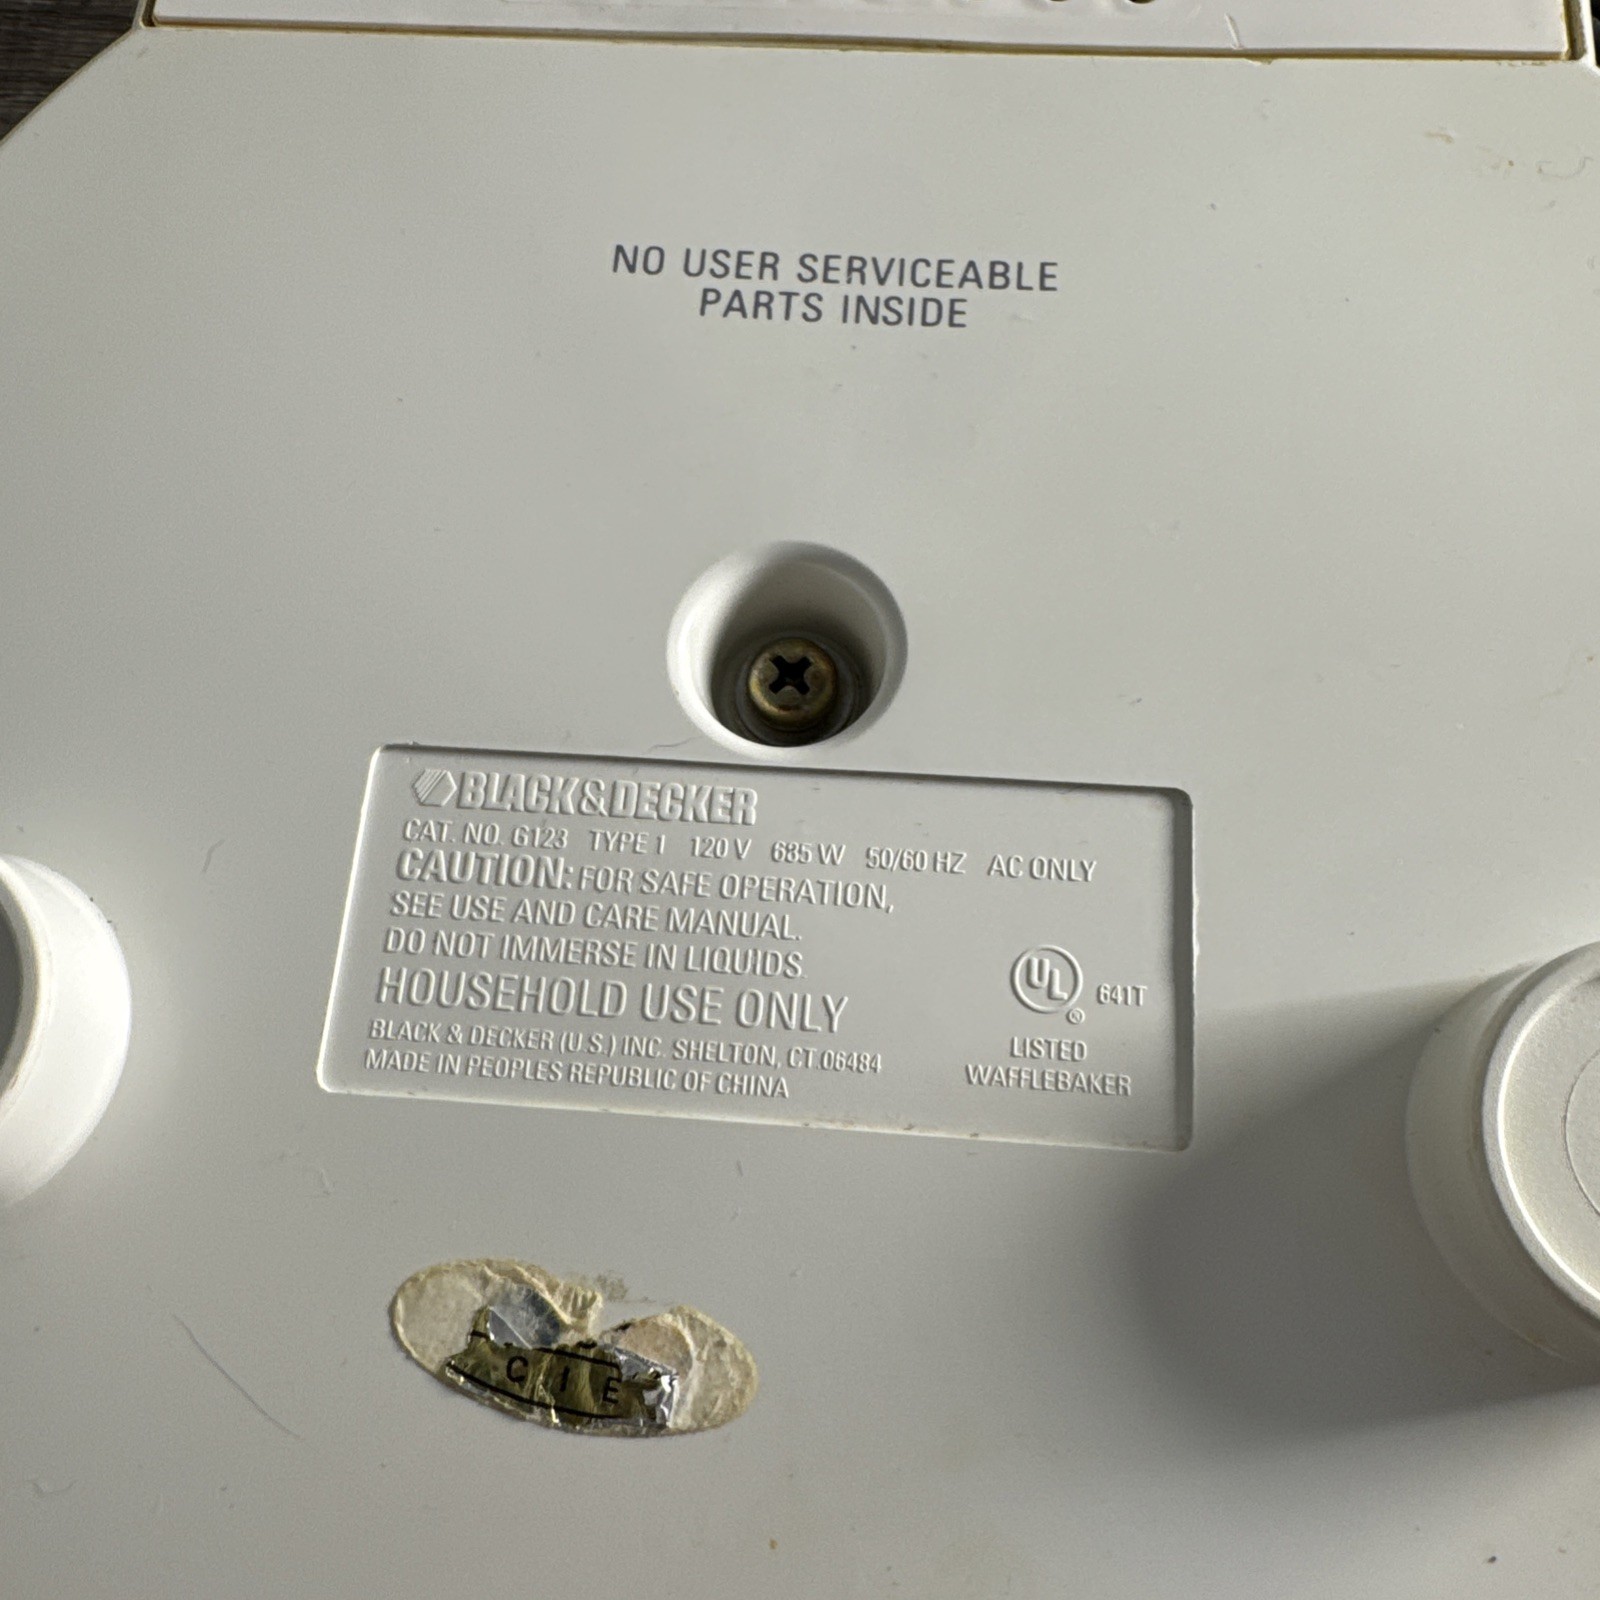 NO USER SERVICEABLE
PARTS INSIDE
BLACK&DECKER
CAT. NO. G123 TYPE 1 120 V 685 W 50/60 HZ AC ONLY
CAUTION: FOR SAFE OPERATION,
SEE USE AND CARE MANUAL.
DO NOT IMMERSE IN LIQUIDS.
HOUSEHOLD USE ONLY
BLACK & DECKER (U.S.) INC. SHELTON, CT.06484
MADE IN PEOPLES REPUBLIC OF CHINA
UL ® 641T
LISTED
WAFFLEBAKER
C I E